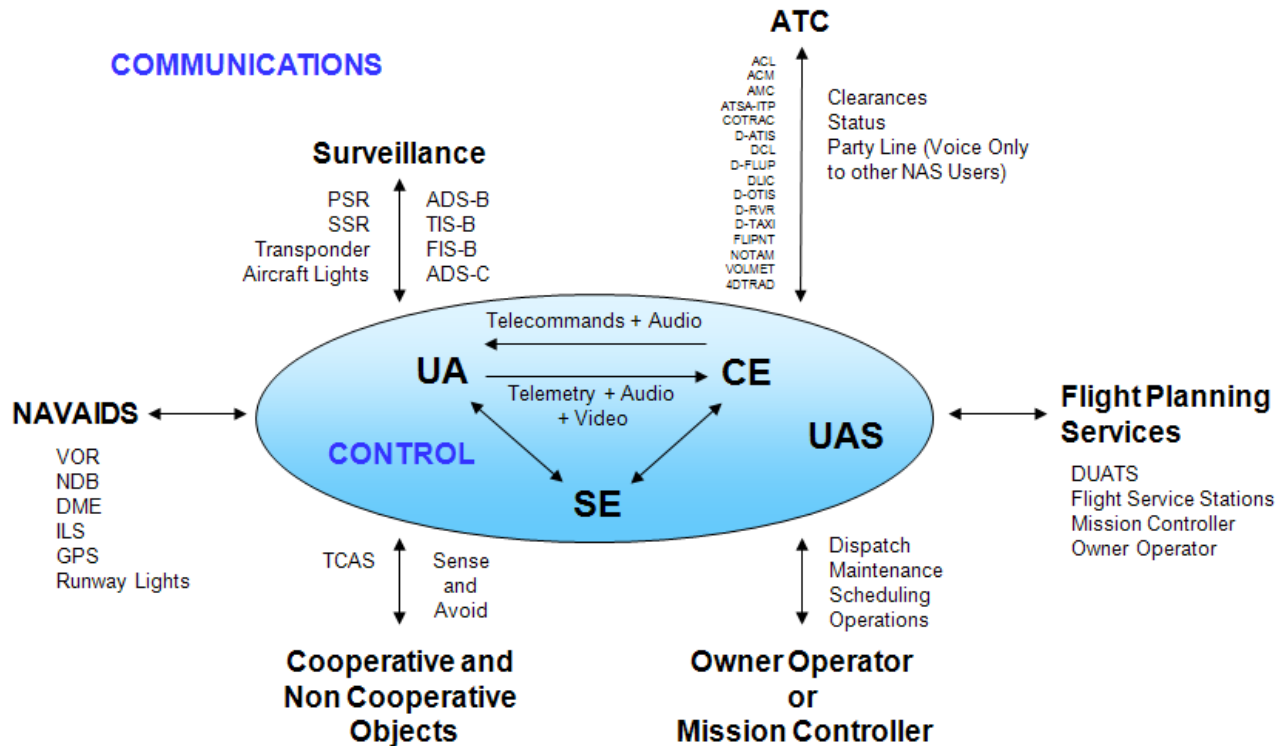 ATC
COMMUNICATIONS
ACL
ACM
AMC
ATSA-ITP
COTRAC
D-ATIS
DCL
D-FLUP
DLIC
D-OTIS
D-RVR
D-TAXI
FLIPNT
NOTAM
VOLMET
4DTRAD
Clearances
Status
Party Line (Voice Only
to other NAS Users)
Surveillance
PSR
SSR
Transponder
Aircraft Lights
ADS-B
TIS-B
FIS-B
ADS-C
Telecommands + Audio
UA
CE
Telemetry + Audio
+ Video
UAS
CONTROL
SE
NAVAIDS
VOR
NDB
DME
ILS
GPS
Runway Lights
Flight Planning
Services
DUATS
Flight Service Stations
Mission Controller
Owner Operator
TCAS
Sense
and
Avoid
Dispatch
Maintenance
Scheduling
Operations
Cooperative and
Non Cooperative
Objects
Owner Operator
or
Mission Controller